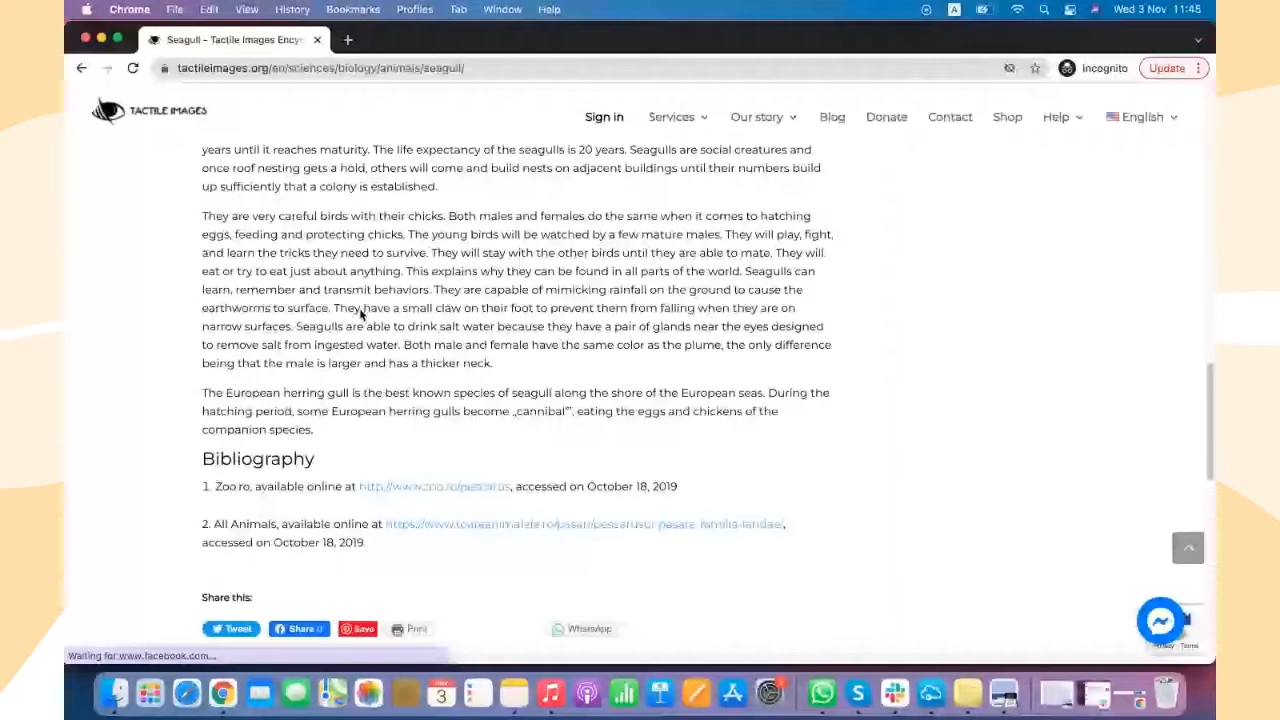 Chrome File Edit View History Bookmarks Profiles Tab Window Help A Wed 3 Nov 11:45
Seagull – Tactile Images Ency
tactileimages.org/en/sciences/biology/animals/seagull/ Incognito Update
TACTILE IMAGES Sign in Services Our story Blog Donate Contact Shop Help English
years until it reaches maturity. The life expectancy of the seagulls is 20 years. Seagulls are social creatures and
once roof nesting gets a hold, others will come and build nests on adjacent buildings until their numbers build
up sufficiently that a colony is established.
They are very careful birds with their chicks. Both males and females do the same when it comes to hatching
eggs, feeding and protecting chicks. The young birds will be watched by a few mature males. They will play, fight,
and learn the tricks they need to survive. They will stay with the other birds until they are able to mate. They will
eat or try to eat just about anything. This explains why they can be found in all parts of the world. Seagulls can
learn, remember and transmit behaviors. They are capable of mimicking rainfall on the ground to cause the
earthworms to surface. They have a small claw on their foot to prevent them from falling when they are on
narrow surfaces. Seagulls are able to drink salt water because they have a pair of glands near the eyes designed
to remove salt from ingested water. Both male and female have the same color as the plume, the only difference
being that the male is larger and has a thicker neck.
The European herring gull is the best known species of seagull along the shore of the European seas. During the
hatching period, some European herring gulls become „cannibal”, eating the eggs and chickens of the
companion species.
Bibliography
1. Zoo.ro, available online at http://www.zoo.ro/pescarus, accessed on October 18, 2019
2. All Animals, available online at
accessed on October 18, 2019.
Share this:
Tweet Share Save Print WhatsApp
Terms
Waiting for www.facebook.com...
3